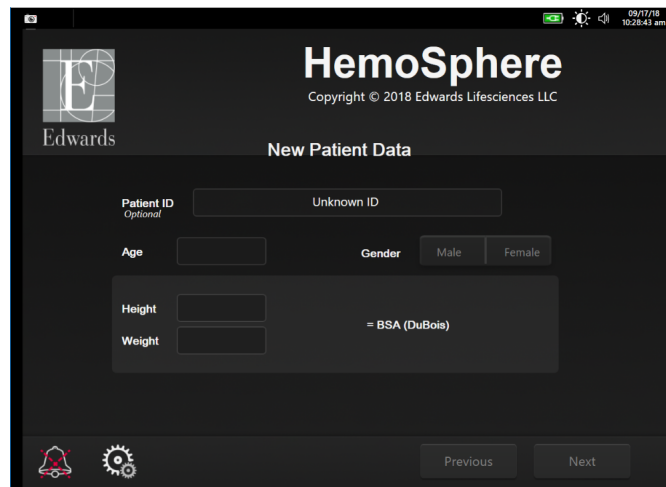 09/17/18
10:28:43 am
HemoSphere
Copyright © 2018 Edwards Lifesciences LLC
E
Edwards
New Patient Data
Patient ID
Optional
Unknown ID
Age
Gender
Male
Female
Height
Weight
= BSA (DuBois)
Previous
Next